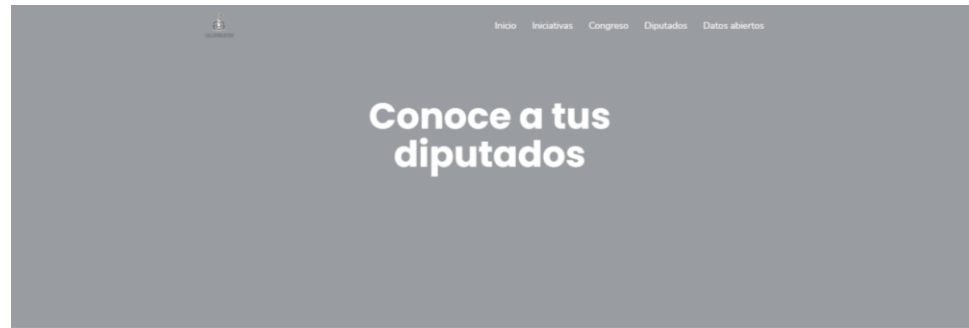 Inicio Iniciativas Congreso Diputados Datos abiertos
Conoce a tus
diputados